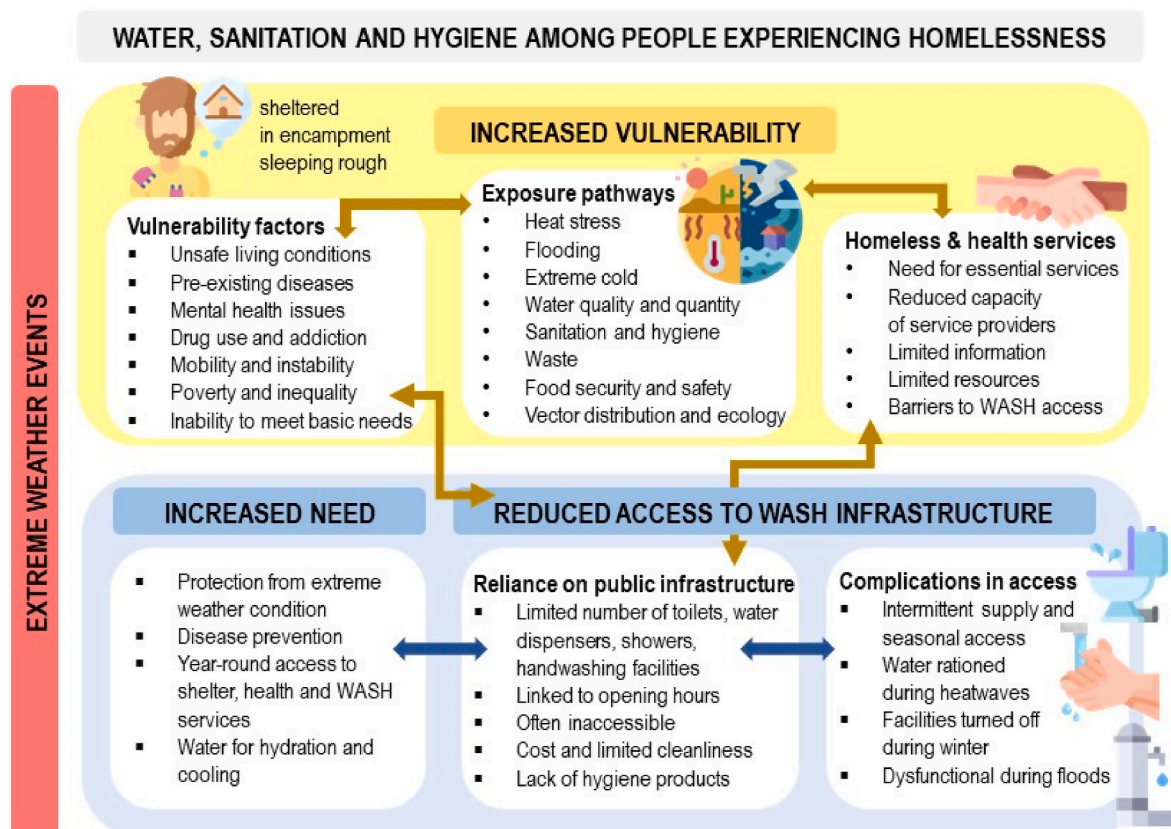 WATER, SANITATION AND HYGIENE AMONG PEOPLE EXPERIENCING HOMELESSNESS
EXTREME WEATHER EVENTS
sheltered
in encampment
sleeping rough
INCREASED VULNERABILITY
Vulnerability factors
▪ Unsafe living conditions
▪ Pre-existing diseases
▪ Mental health issues
▪ Drug use and addiction
▪ Mobility and instability
▪ Poverty and inequality
▪ Inability to meet basic needs
Exposure pathways
• Heat stress
• Flooding
• Extreme cold
• Water quality and quantity
• Sanitation and hygiene
• Waste
• Food security and safety
• Vector distribution and ecology
Homeless & health services
• Need for essential services
• Reduced capacity
of service providers
• Limited information
• Limited resources
• Barriers to WASH access
INCREASED NEED
▪ Protection from extreme
weather condition
▪ Disease prevention
▪ Year-round access to
shelter, health and WASH
services
▪ Water for hydration and
cooling
REDUCED ACCESS TO WASH INFRASTRUCTURE
Reliance on public infrastructure
▪ Limited number of toilets, water
dispensers, showers,
handwashing facilities
▪ Linked to opening hours
▪ Often inaccessible
▪ Cost and limited cleanliness
▪ Lack of hygiene products
Complications in access
▪ Intermittent supply and
seasonal access
▪ Water rationed
during heatwaves
▪ Facilities turned off
during winter
▪ Dysfunctional during floods